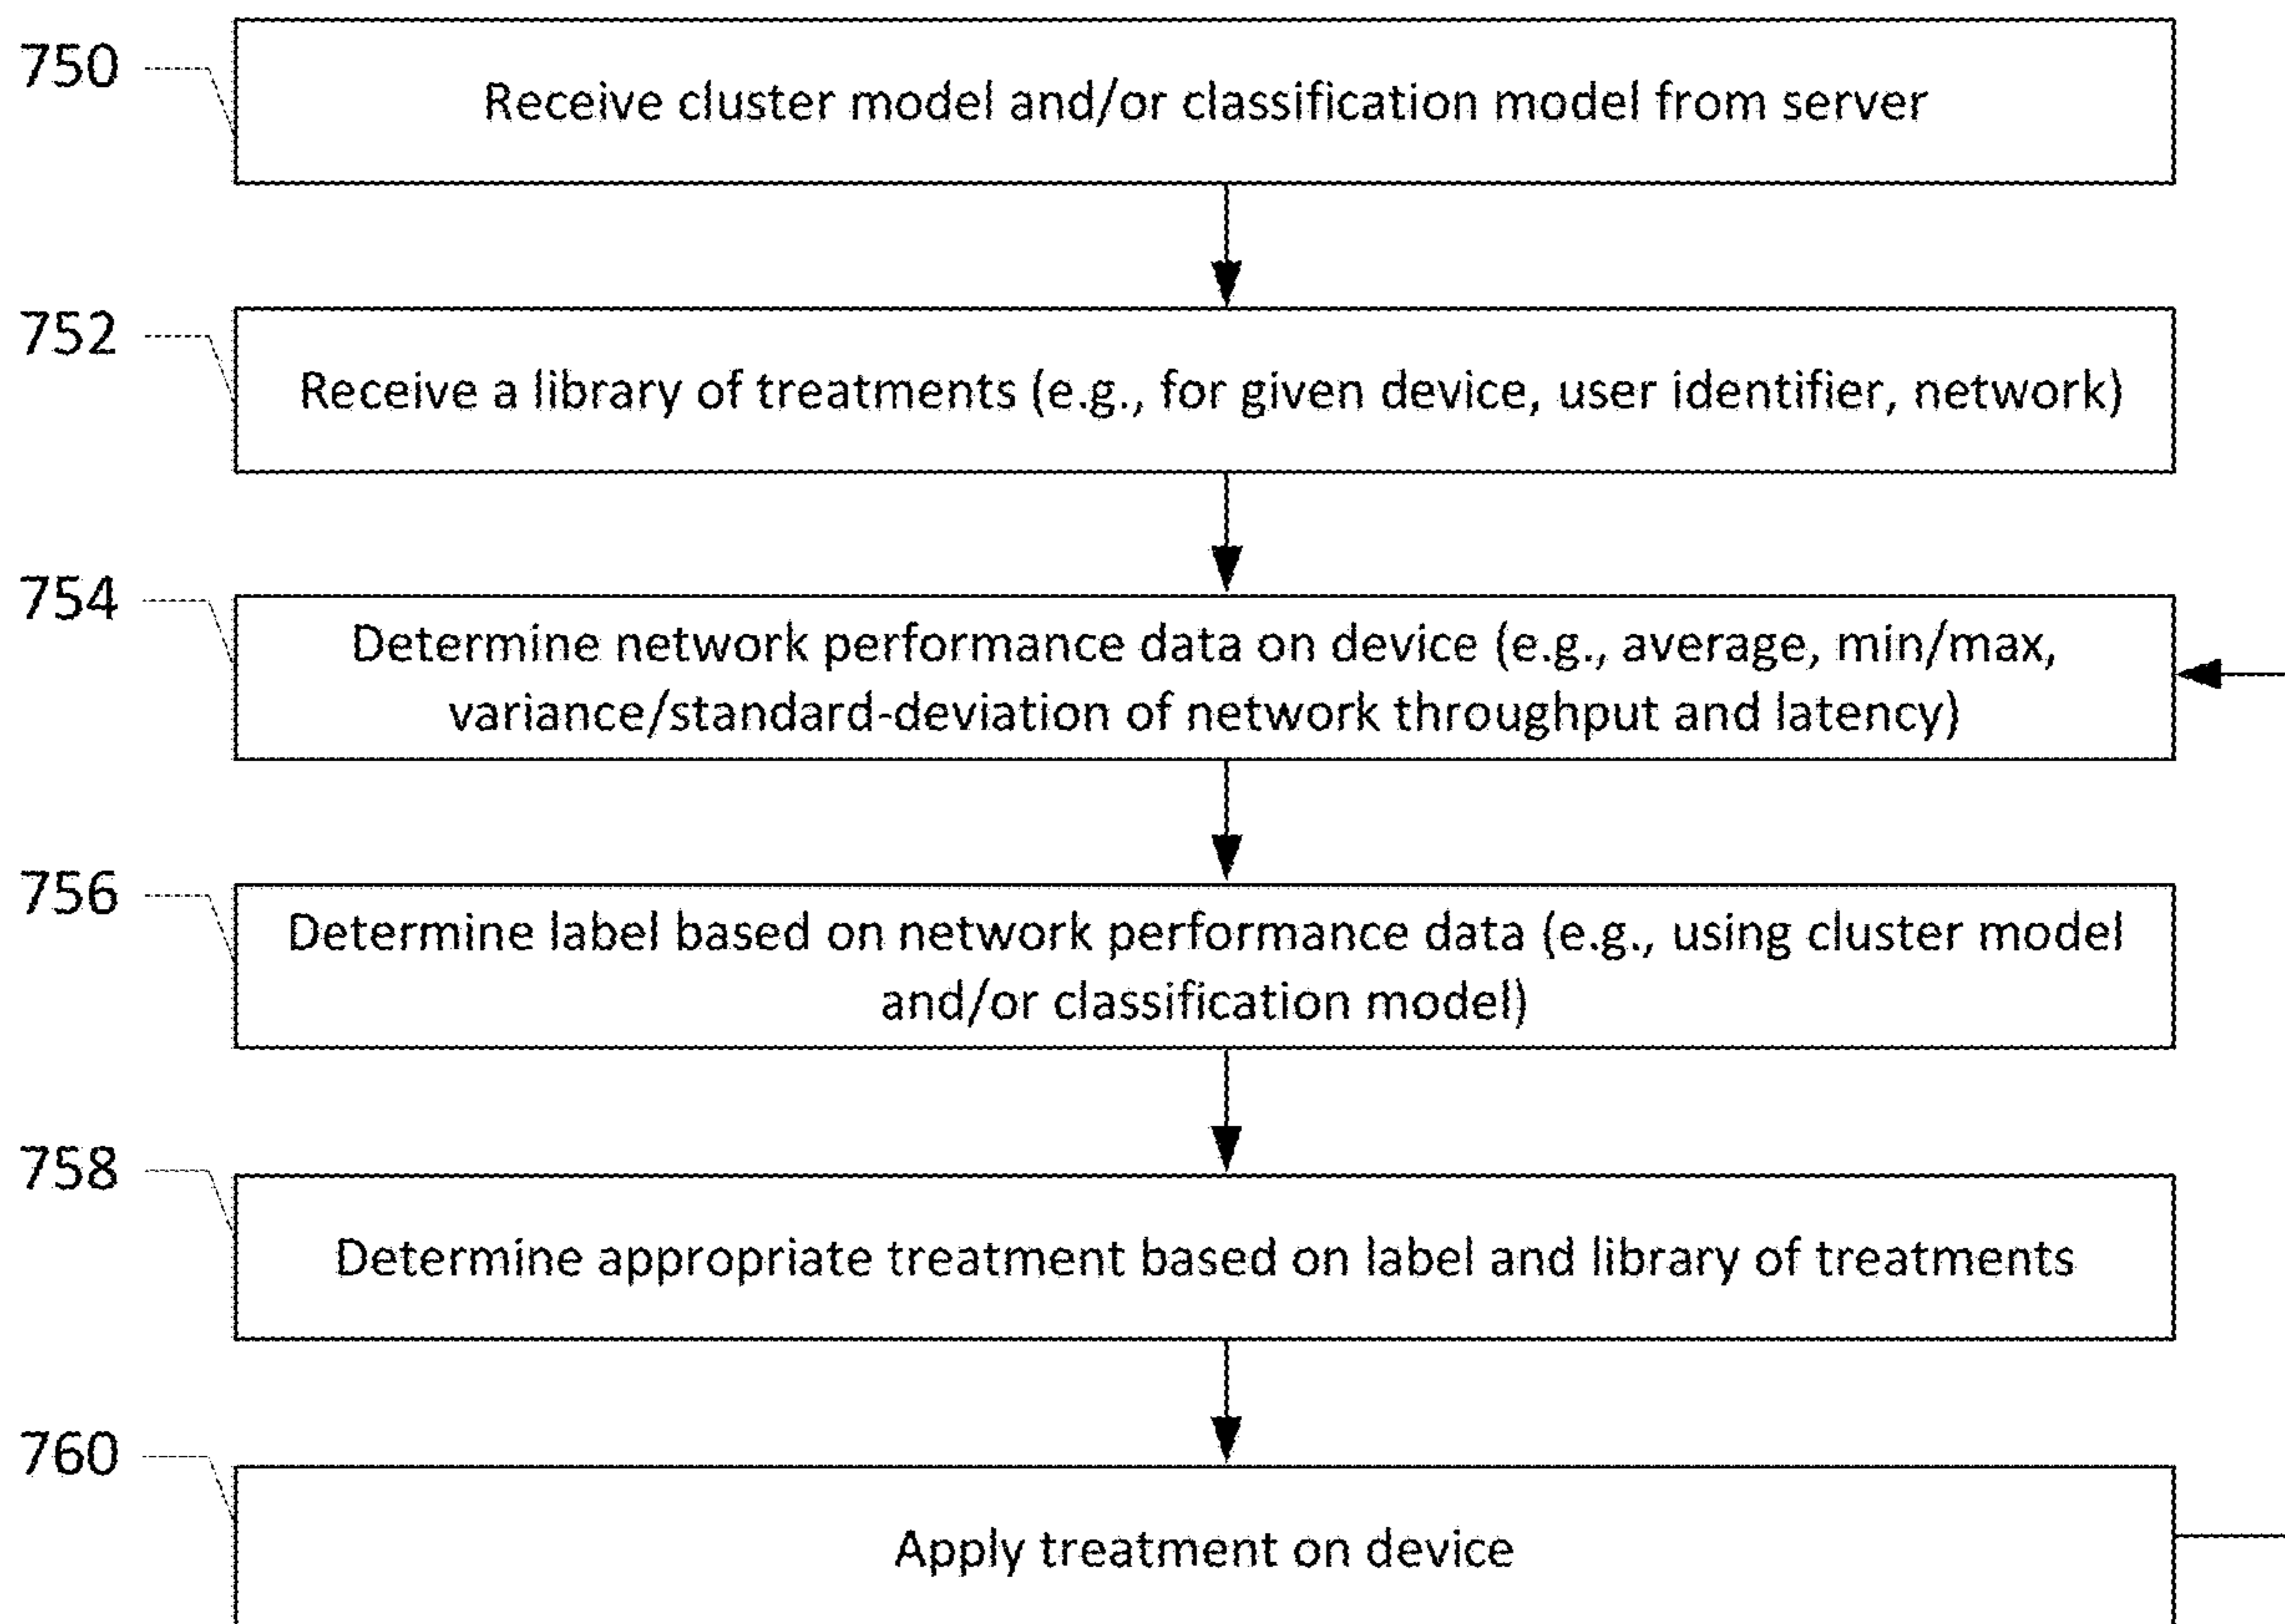 750
Receive cluster model and/or classification model from server
752
Receive a library of treatments (e.g., for given device, user identifier, network)
754
Determine network performance data on device (e.g., average, min/max,
variance/standard-deviation of network throughput and latency)
756
Determine label based on network performance data (e.g., using cluster model
and/or classification model)
758
Determine appropriate treatment based on label and library of treatments
760
Apply treatment on device